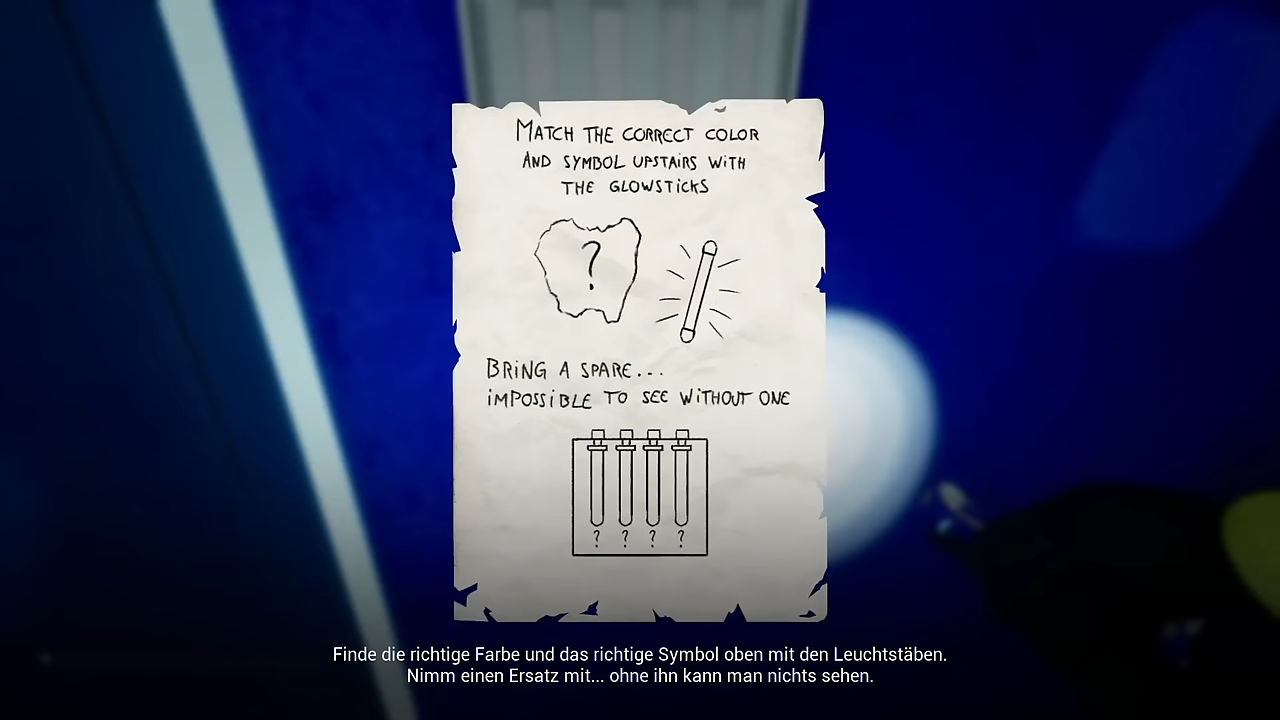 MATCH THE CORRECT COLOR
AND SYMBOL UPSTAIRS WITH
THE GLOWSTICKS
?
BRING A SPARE...
IMPOSSIBLE TO SEE WITHOUT ONE
? ? ? ?
Finde die richtige Farbe und das richtige Symbol oben mit den Leuchtstäben.
Nimm einen Ersatz mit... ohne ihn kann man nichts sehen.